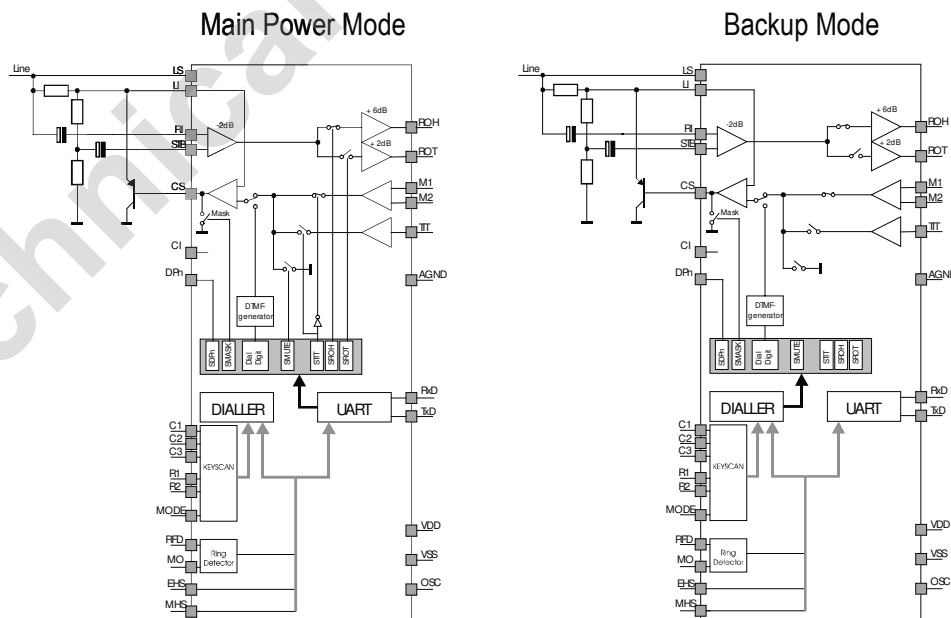 Main Power Mode
Backup Mode
chnical
Line
LS
LI
RI
STB
CS
CI
DPn
-2dB
+ 6dB
+ 2dB
ROH
ROT
M1
M2
TIT
AGND
Mask
DTMF-
generator
SDPn
SMASK
Dial
Digit
SMUTE
STIT
SROH
SROT
DIALLER
UART
RxD
TxD
C1
C2
C3
R1
R2
MODE
KEYSCAN
RFD
MO
Ring
Detector
EHS
MHS
VDD
VSS
OSC
Line
LS
LI
RI
STB
CS
CI
DPn
-2dB
+ 6dB
+ 2dB
ROH
ROT
M1
M2
TIT
AGND
Mask
DTMF-
generator
SDPn
SMASK
Dial
Digit
SMUTE
STIT
SROH
SROT
DIALLER
UART
RxD
TxD
C1
C2
C3
R1
R2
MODE
KEYSCAN
RFD
MO
Ring
Detector
EHS
MHS
VDD
VSS
OSC